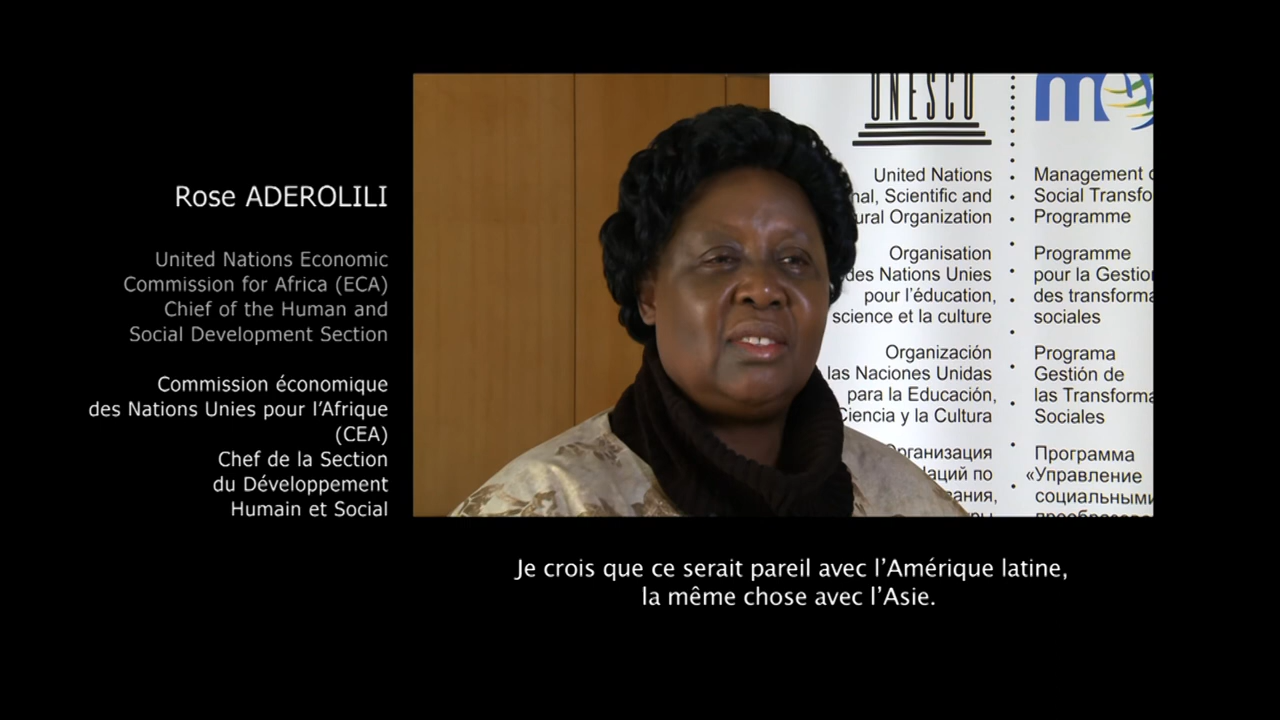 Rose ADEROLILI
United Nations Economic
Commission for Africa (ECA)
Chief of the Human and
Social Development Section
Commission économique
des Nations Unies pour l’Afrique
(CEA)
Chef de la Section
du Développement
Humain et Social
UNESCO
United Nations
nal, Scientific and
ural Organization
Organisation
des Nations Unies
pour l’éducation,
science et la culture
Organización
las Naciones Unidas
para la Educación,
Ciencia y la Cultura
Организация
Наций по
Management
Social Transfo
Programme
Programme
pour la Gestion
des transforma
sociales
Programa
Gestión de
las Transforma
Sociales
Программа
«Управление
социальными
Je crois que ce serait pareil avec l’Amérique latine,
la même chose avec l’Asie.